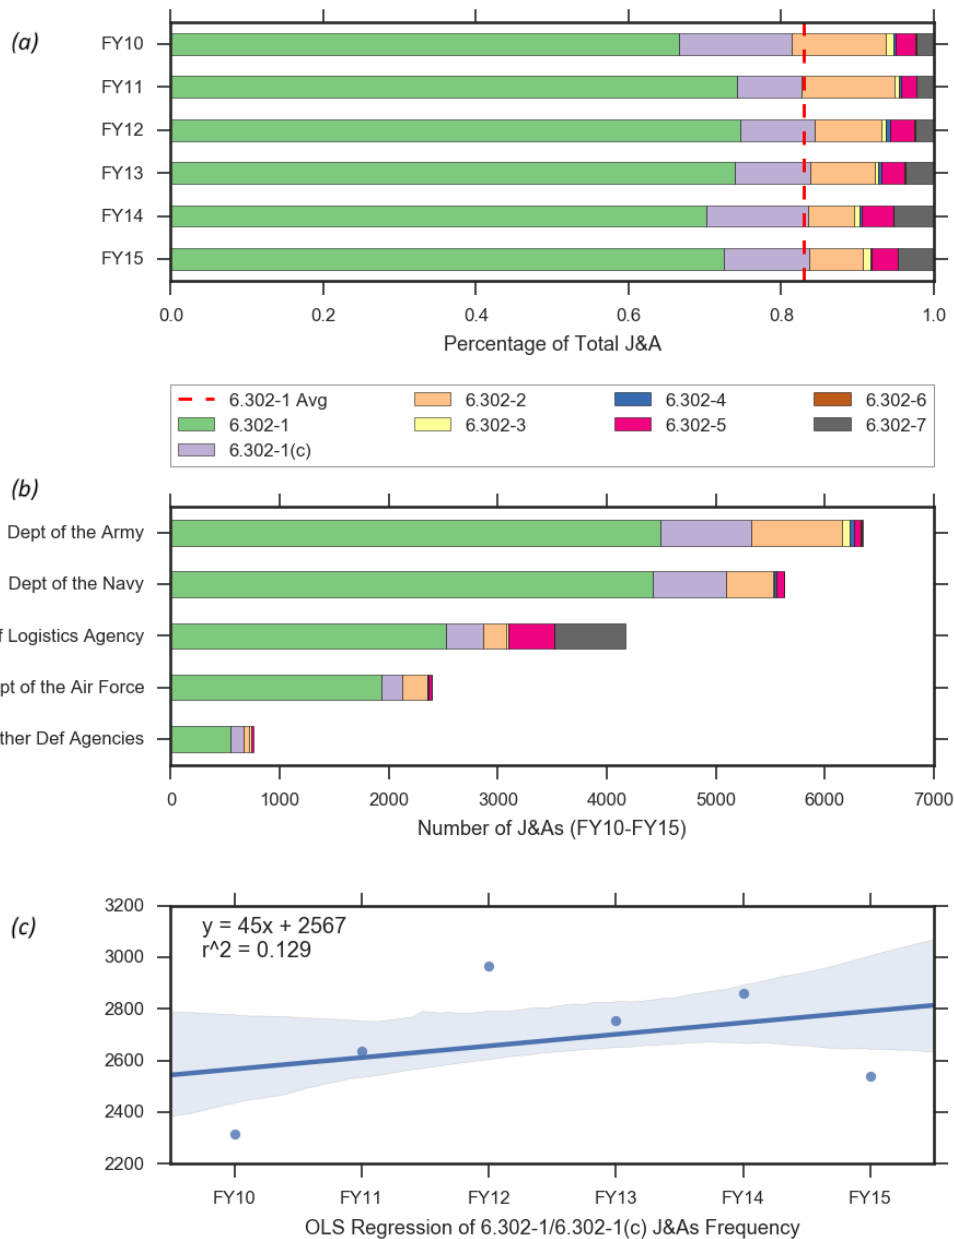 (a)
FY10
FY11
FY12
FY13
FY14
FY15
0.0 0.2 0.4 0.6 0.8 1.0
Percentage of Total J&A
6.302-1 Avg 6.302-2 6.302-4 6.302-6
6.302-1 6.302-3 6.302-5 6.302-7
6.302-1(c)
(b)
Dept of the Army
Dept of the Navy
f Logistics Agency
pt of the Air Force
ther Def Agencies
0 1000 2000 3000 4000 5000 6000 7000
Number of J&As (FY10-FY15)
(c)
3200
y = 45x + 2567
r^2 = 0.129
3000
2800
2600
2400
2200
FY10 FY11 FY12 FY13 FY14 FY15
OLS Regression of 6.302-1/6.302-1(c) J&As Frequency